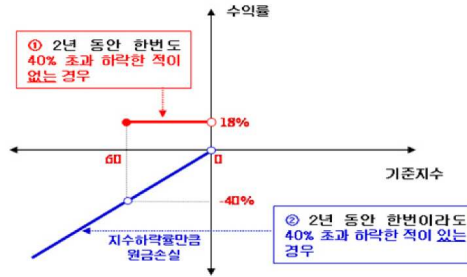 수익률
① 2년 동안 한번도
40% 초과 하락한 적이
없는 경우
18%
60
0
기준지수
-40%
지수하락률만큼
원금손실
② 2년 동안 한번이라도
40% 초과 하락한 적이 있는
경우